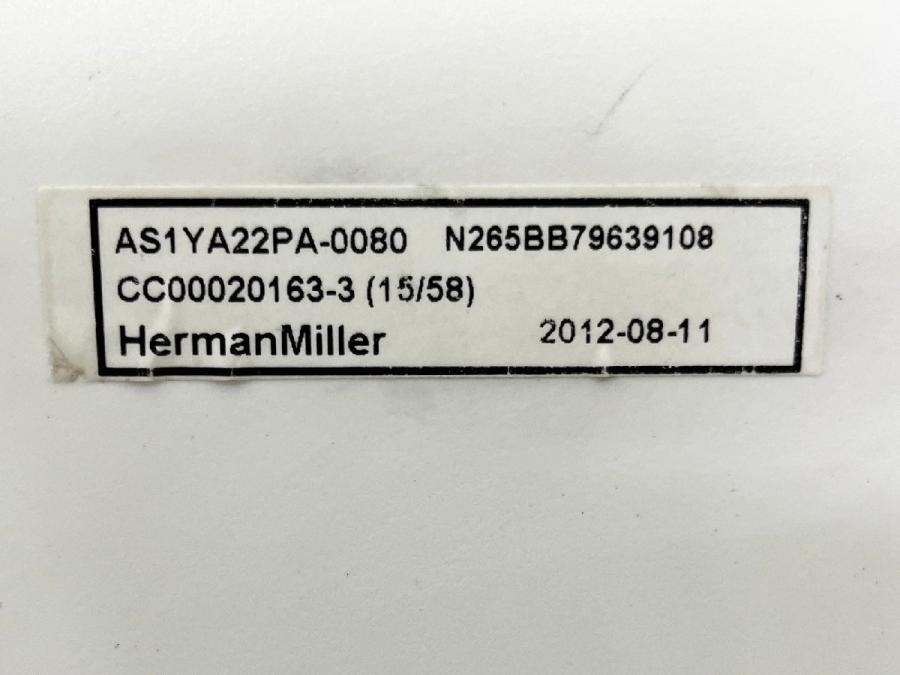 AS1YA22PA-0080 N265BB79639108
CC00020163-3 (15/58)
HermanMiller 2012-08-11